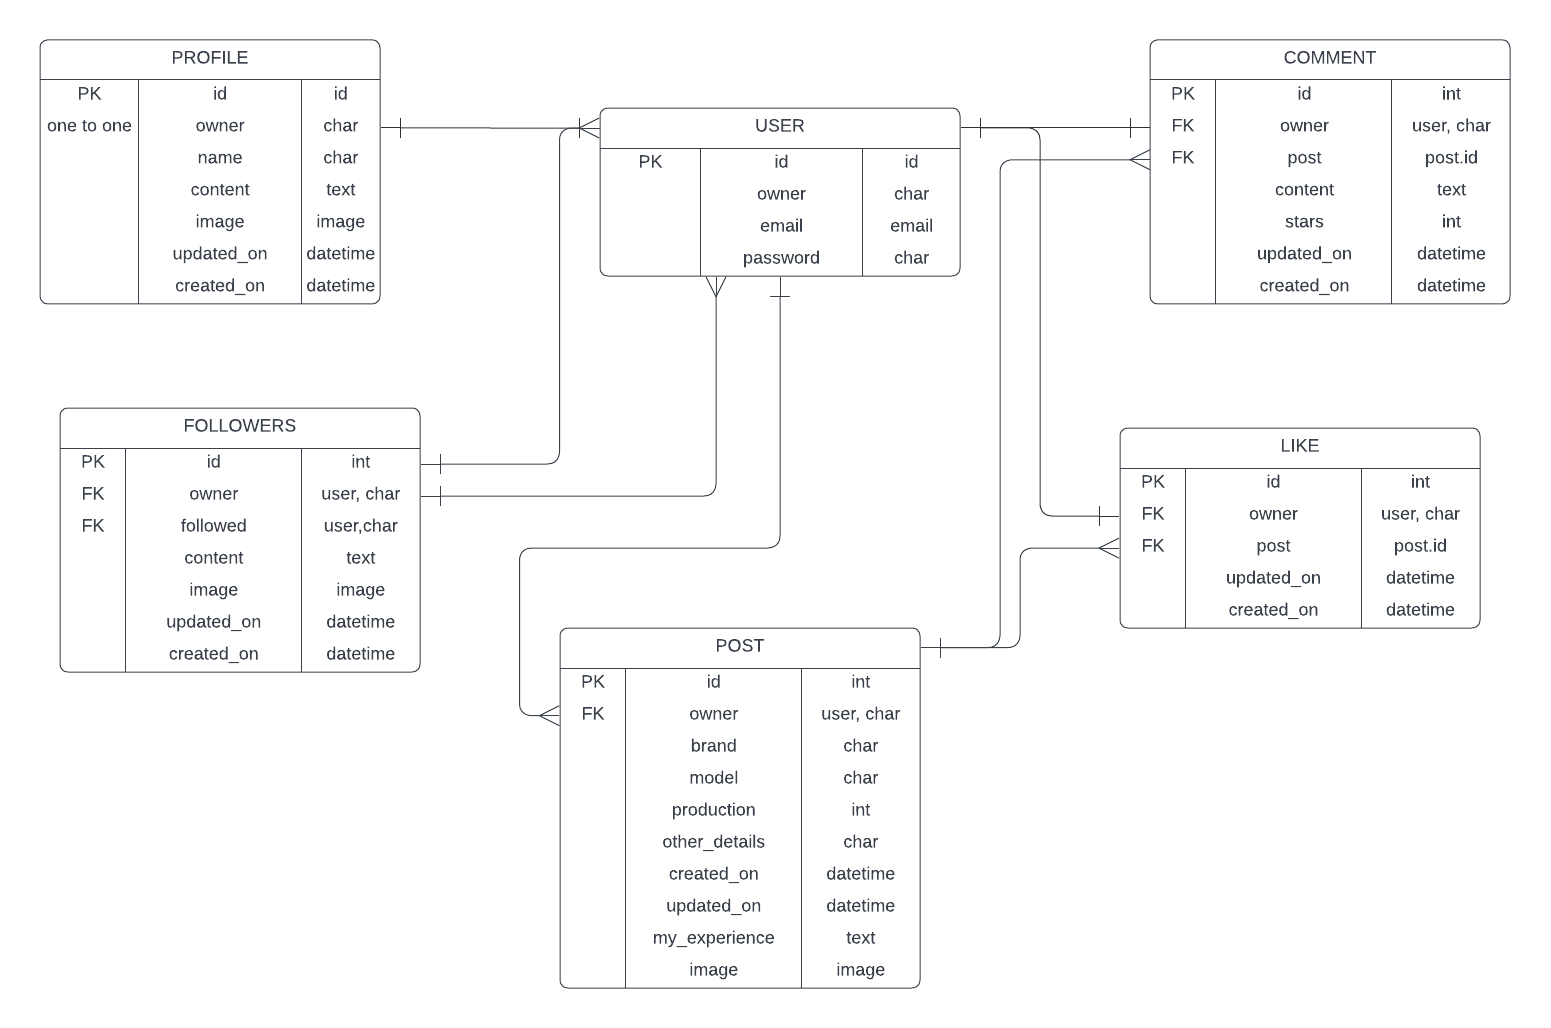 PROFILE
PK id id
one to one owner char
name char
content text
image image
updated_on datetime
created_on datetime
USER
PK id id
owner char
email email
password char
COMMENT
PK id int
FK owner user, char
FK post post.id
content text
stars int
updated_on datetime
created_on datetime
FOLLOWERS
PK id int
FK owner user, char
FK followed user,char
content text
image image
updated_on datetime
created_on datetime
LIKE
PK id int
FK owner user, char
FK post post.id
updated_on datetime
created_on datetime
POST
PK id int
FK owner user, char
brand char
model char
production int
other_details char
created_on datetime
updated_on datetime
my_experience text
image image